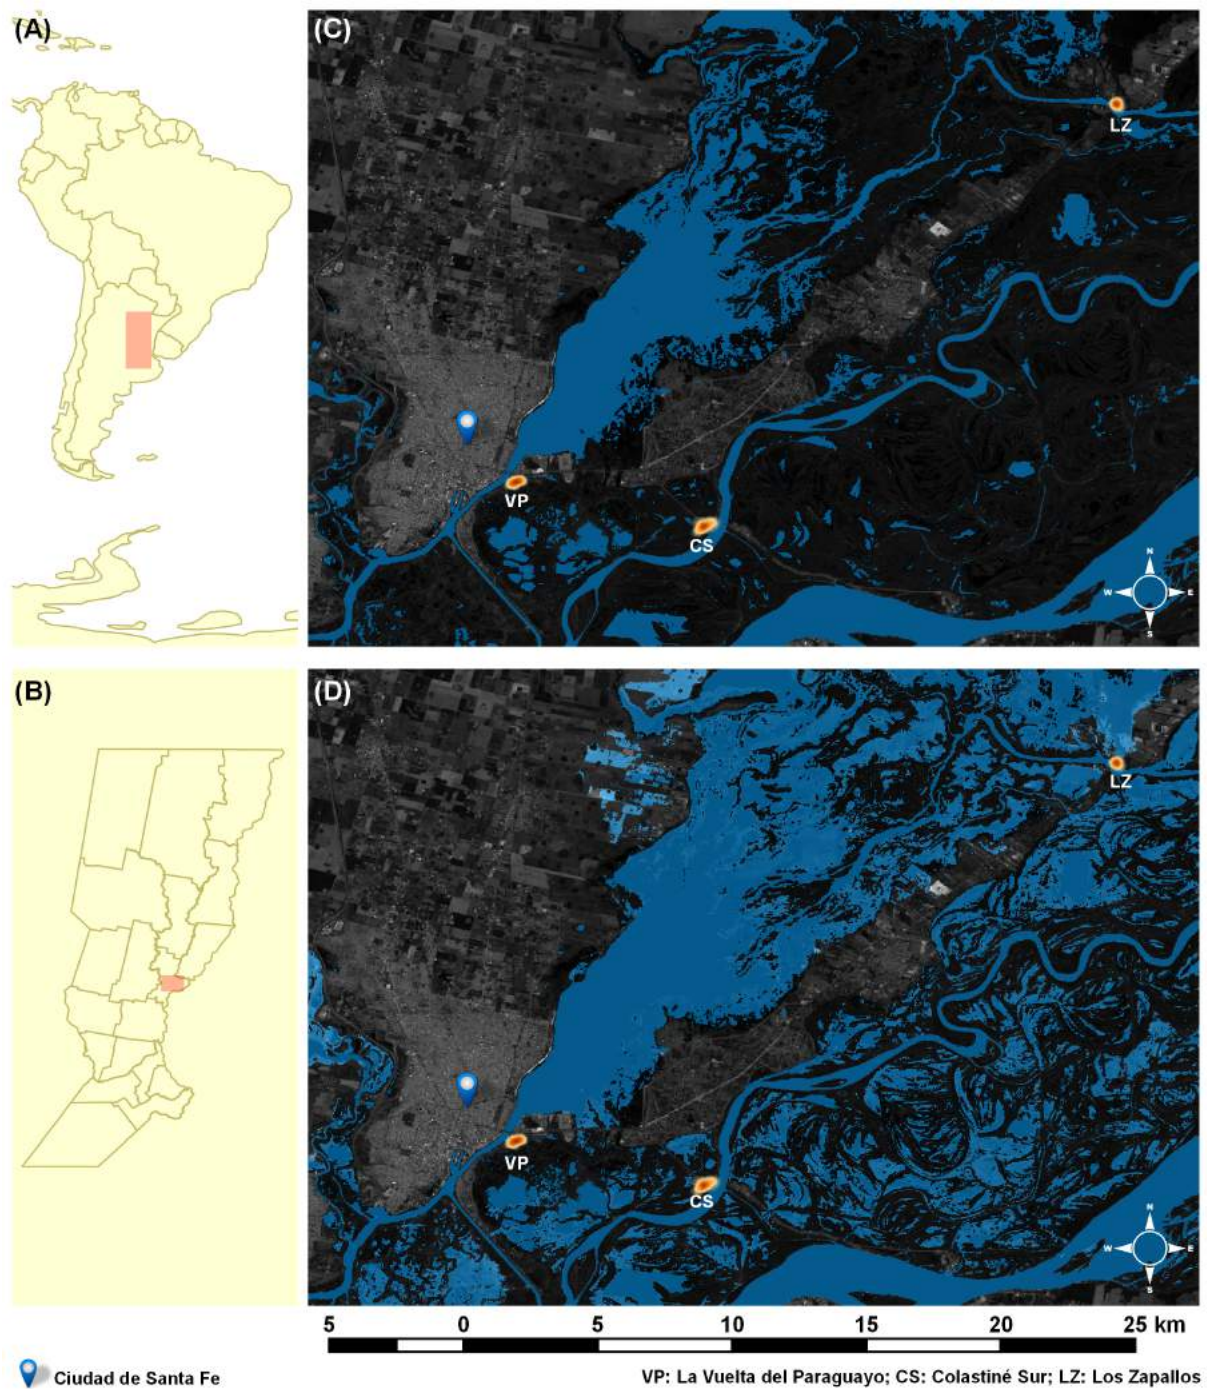 (A)
(C)
LZ
VP
CS
N
W E
S
(B)
(D)
LZ
VP
CS
N
W E
S
5 0 5 10 15 20 25 km
Ciudad de Santa Fe
VP: La Vuelta del Paraguayo; CS: Colastiné Sur; LZ: Los Zapallos